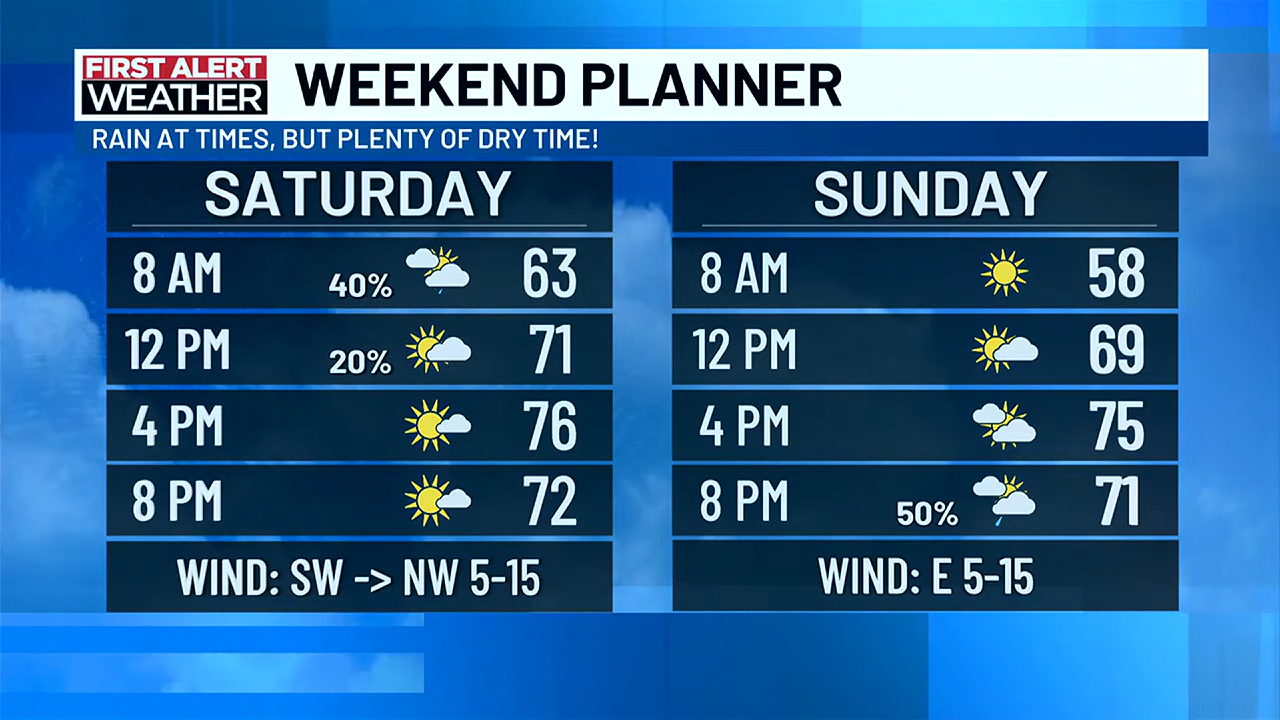 FIRST ALERT
WEATHER
WEEKEND PLANNER
RAIN AT TIMES, BUT PLENTY OF DRY TIME!
SATURDAY
8 AM 40% 63
12 PM 20% 71
4 PM 76
8 PM 72
WIND: SW -> NW 5-15
SUNDAY
8 AM 58
12 PM 69
4 PM 75
8 PM 50% 71
WIND: E 5-15